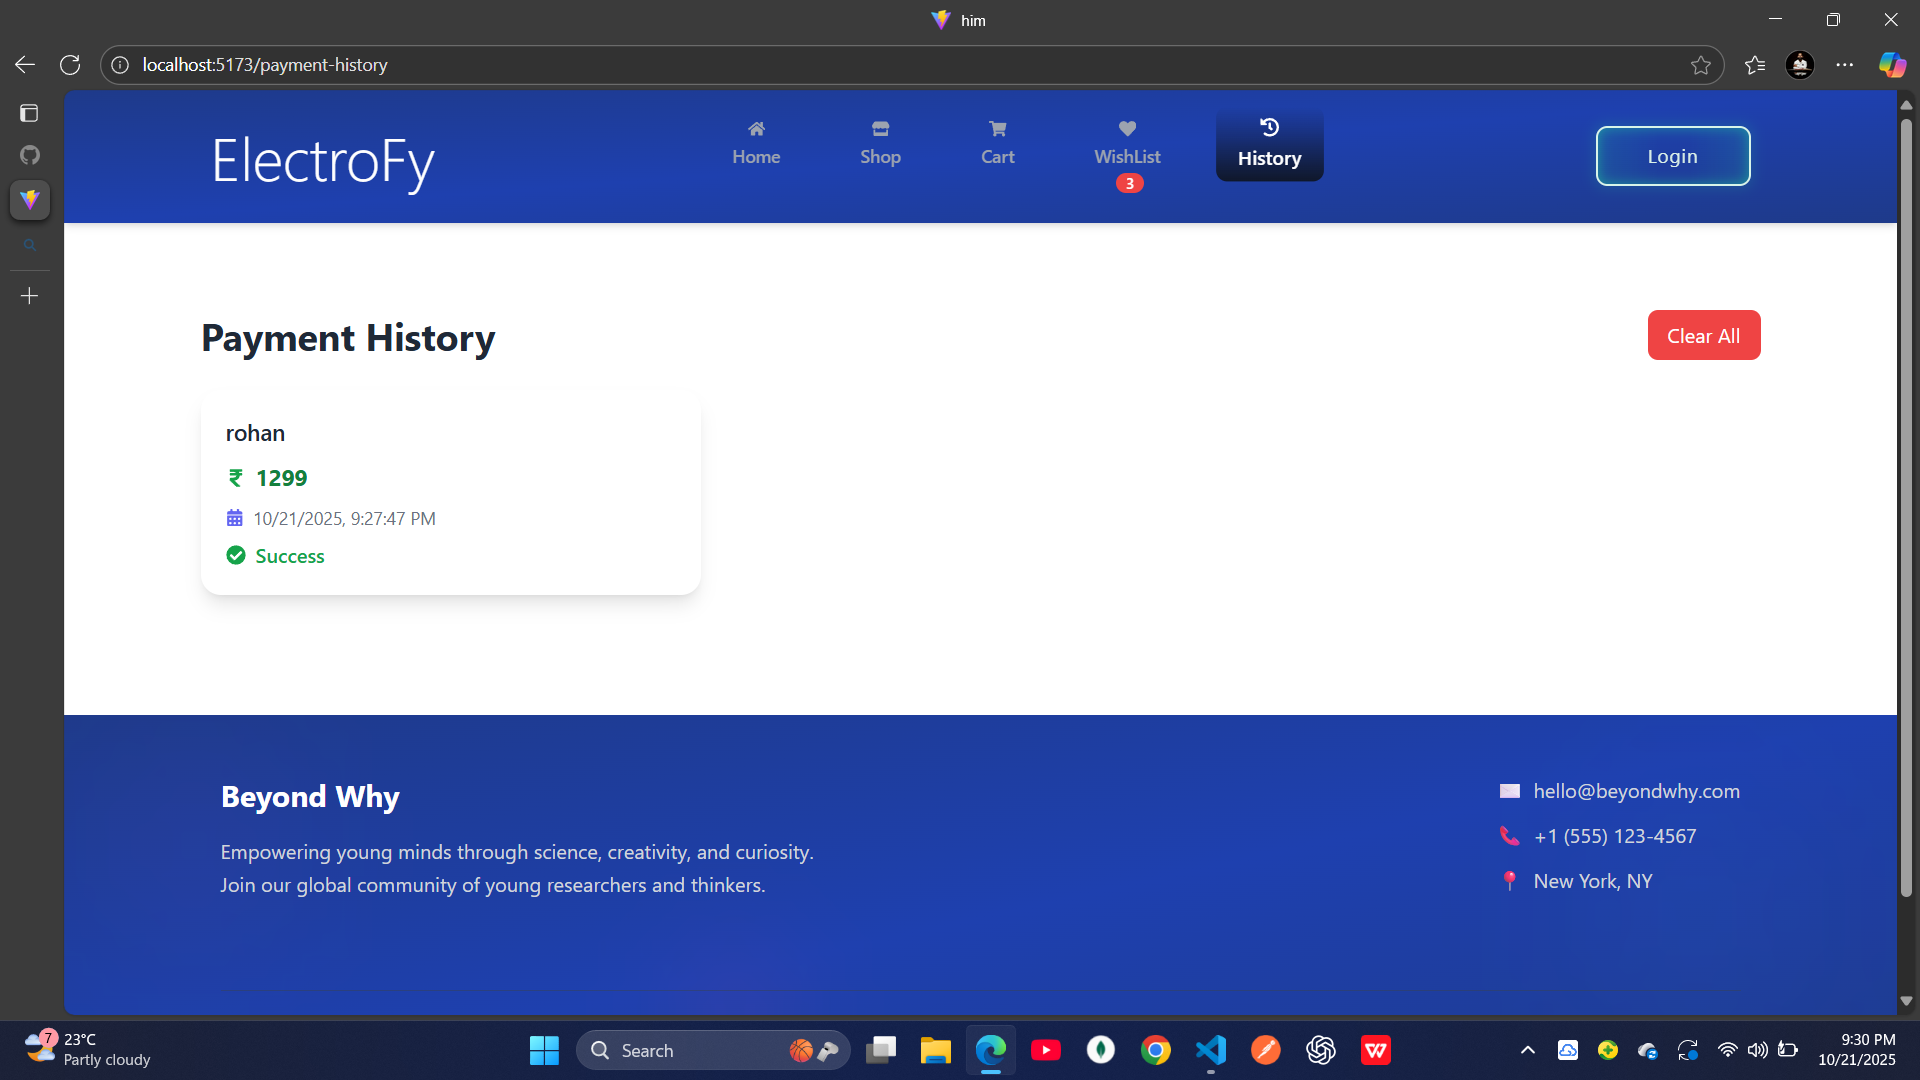 him
localhost:5173/payment-history
ElectroFy
Home
Shop
Cart
WishList
3
History
Login
Payment History
Clear All
rohan
₹ 1299
10/21/2025, 9:27:47 PM
Success
Beyond Why
Empowering young minds through science, creativity, and curiosity.
Join our global community of young researchers and thinkers.
hello@beyondwhy.com
+1 (555) 123-4567
New York, NY
7
23°C
Partly cloudy
Search
W
9:30 PM
10/21/2025